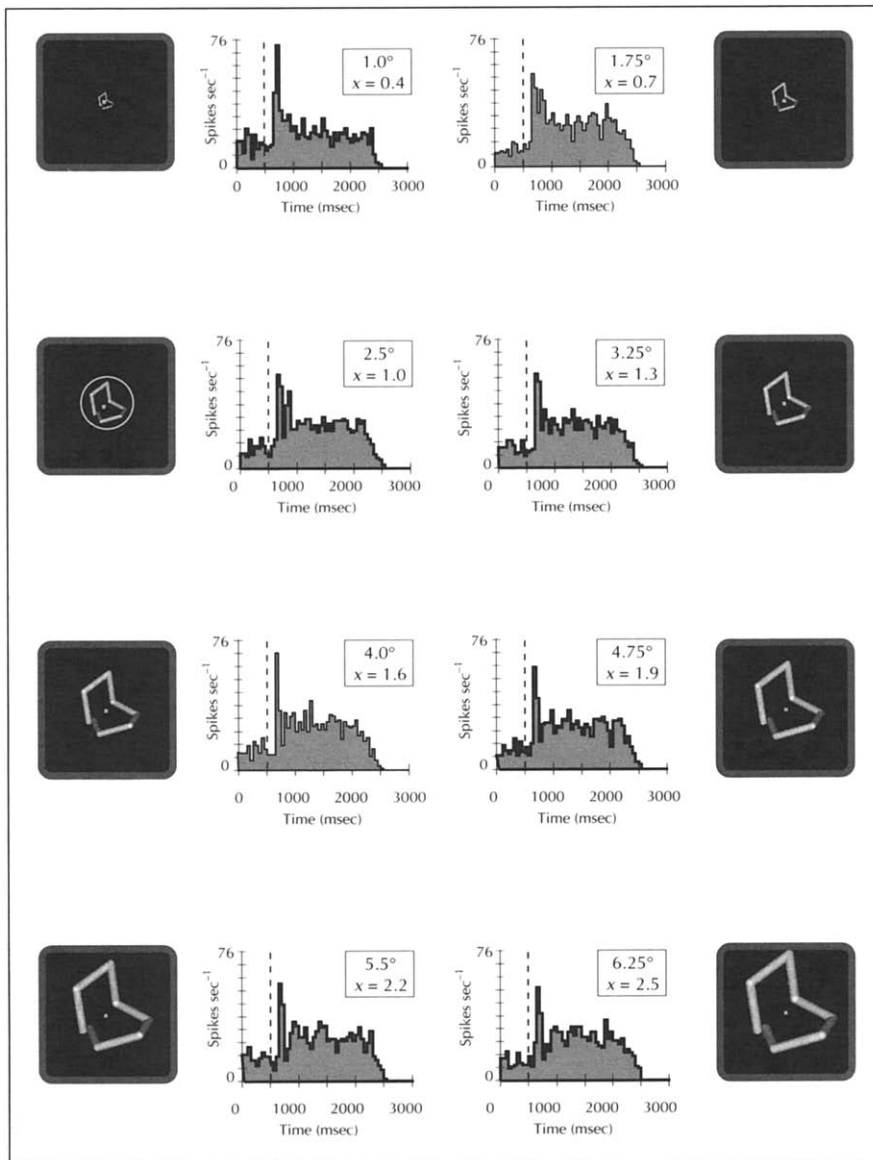 76
Spikes sec⁻¹
0
1.0°
x = 0.4
0 1000 2000 3000
Time (msec)
76
Spikes sec⁻¹
0
1.75°
x = 0.7
0 1000 2000 3000
Time (msec)
76
Spikes sec⁻¹
0
2.5°
x = 1.0
0 1000 2000 3000
Time (msec)
76
Spikes sec⁻¹
0
3.25°
x = 1.3
0 1000 2000 3000
Time (msec)
76
Spikes sec⁻¹
0
4.0°
x = 1.6
0 1000 2000 3000
Time (msec)
76
Spikes sec⁻¹
0
4.75°
x = 1.9
0 1000 2000 3000
Time (msec)
76
Spikes sec⁻¹
0
5.5°
x = 2.2
0 1000 2000 3000
Time (msec)
76
Spikes sec⁻¹
0
6.25°
x = 2.5
0 1000 2000 3000
Time (msec)